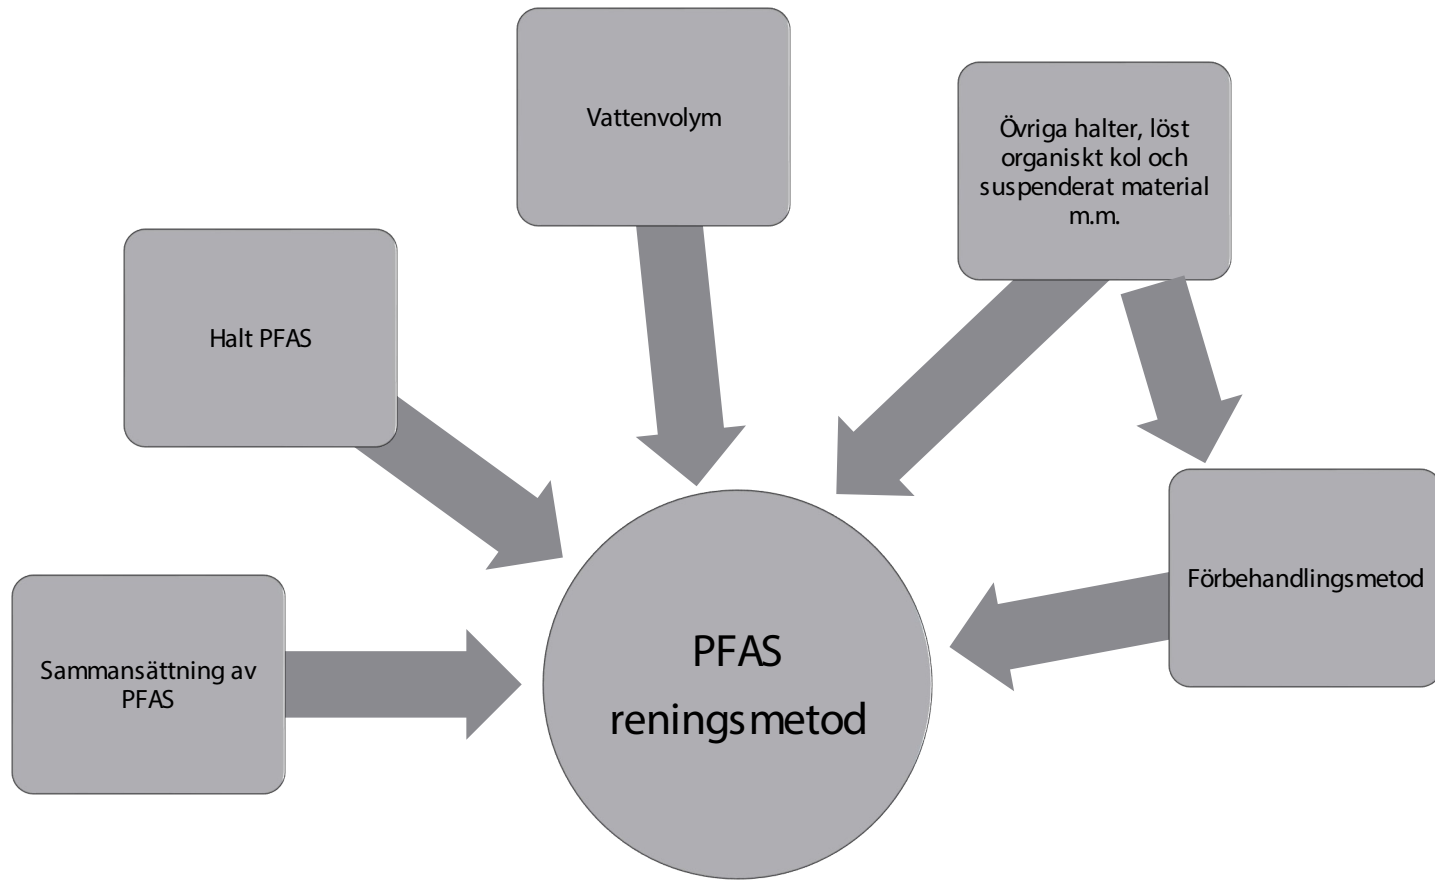 Vattenvolym
Övriga halter, löst
organiskt kol och
suspenderat material
m.m.
Halt PFAS
Förbehandlingsmetod
Sammansättning av
PFAS
PFAS
reningsmetod